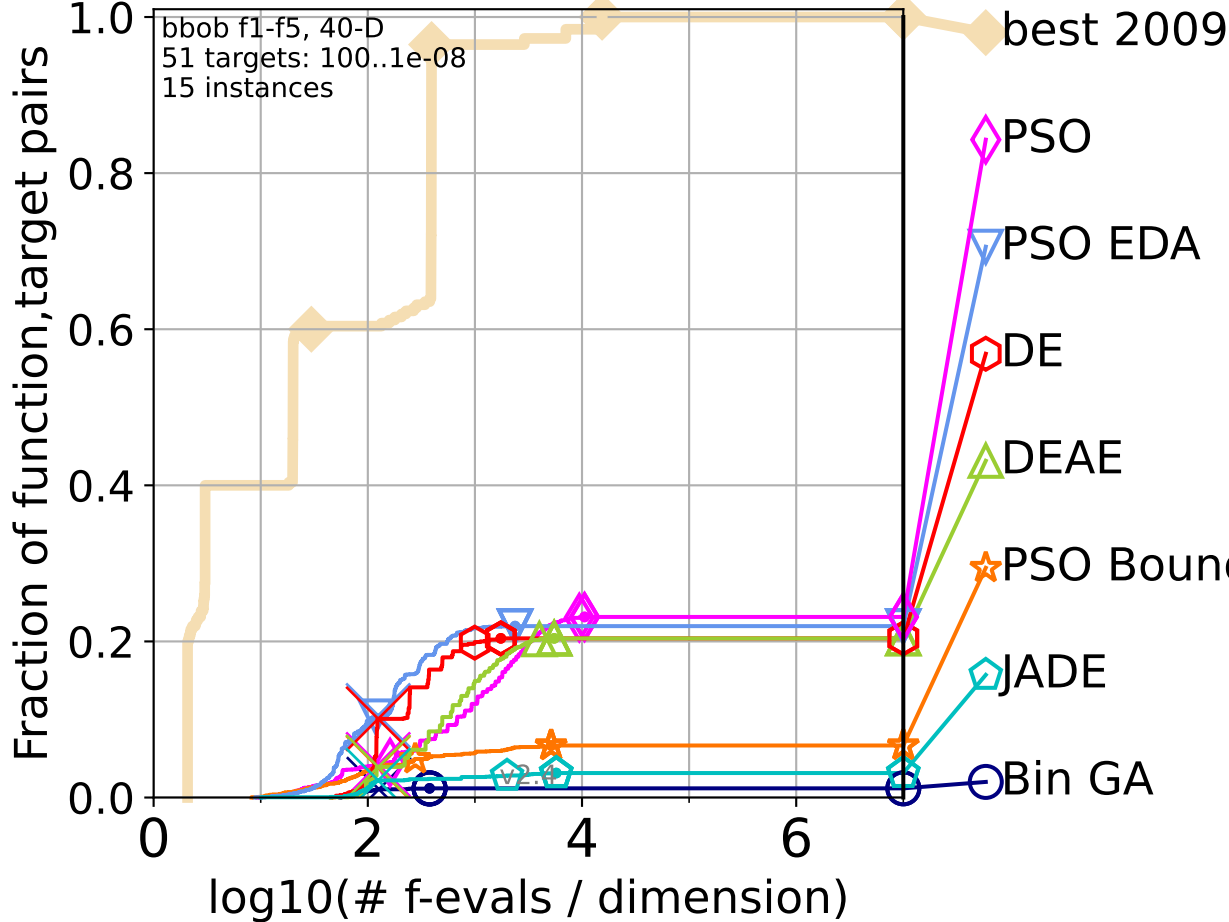 bbob f1-f5, 40-D
51 targets: 100..1e-08
15 instances
Fraction of function,target pairs
1.0
0.8
0.6
0.4
0.2
0.0
0
2
4
6
log10(# f-evals / dimension)
best 2009
PSO
PSO EDA
DE
DEAE
PSO Boun
JADE
Bin GA